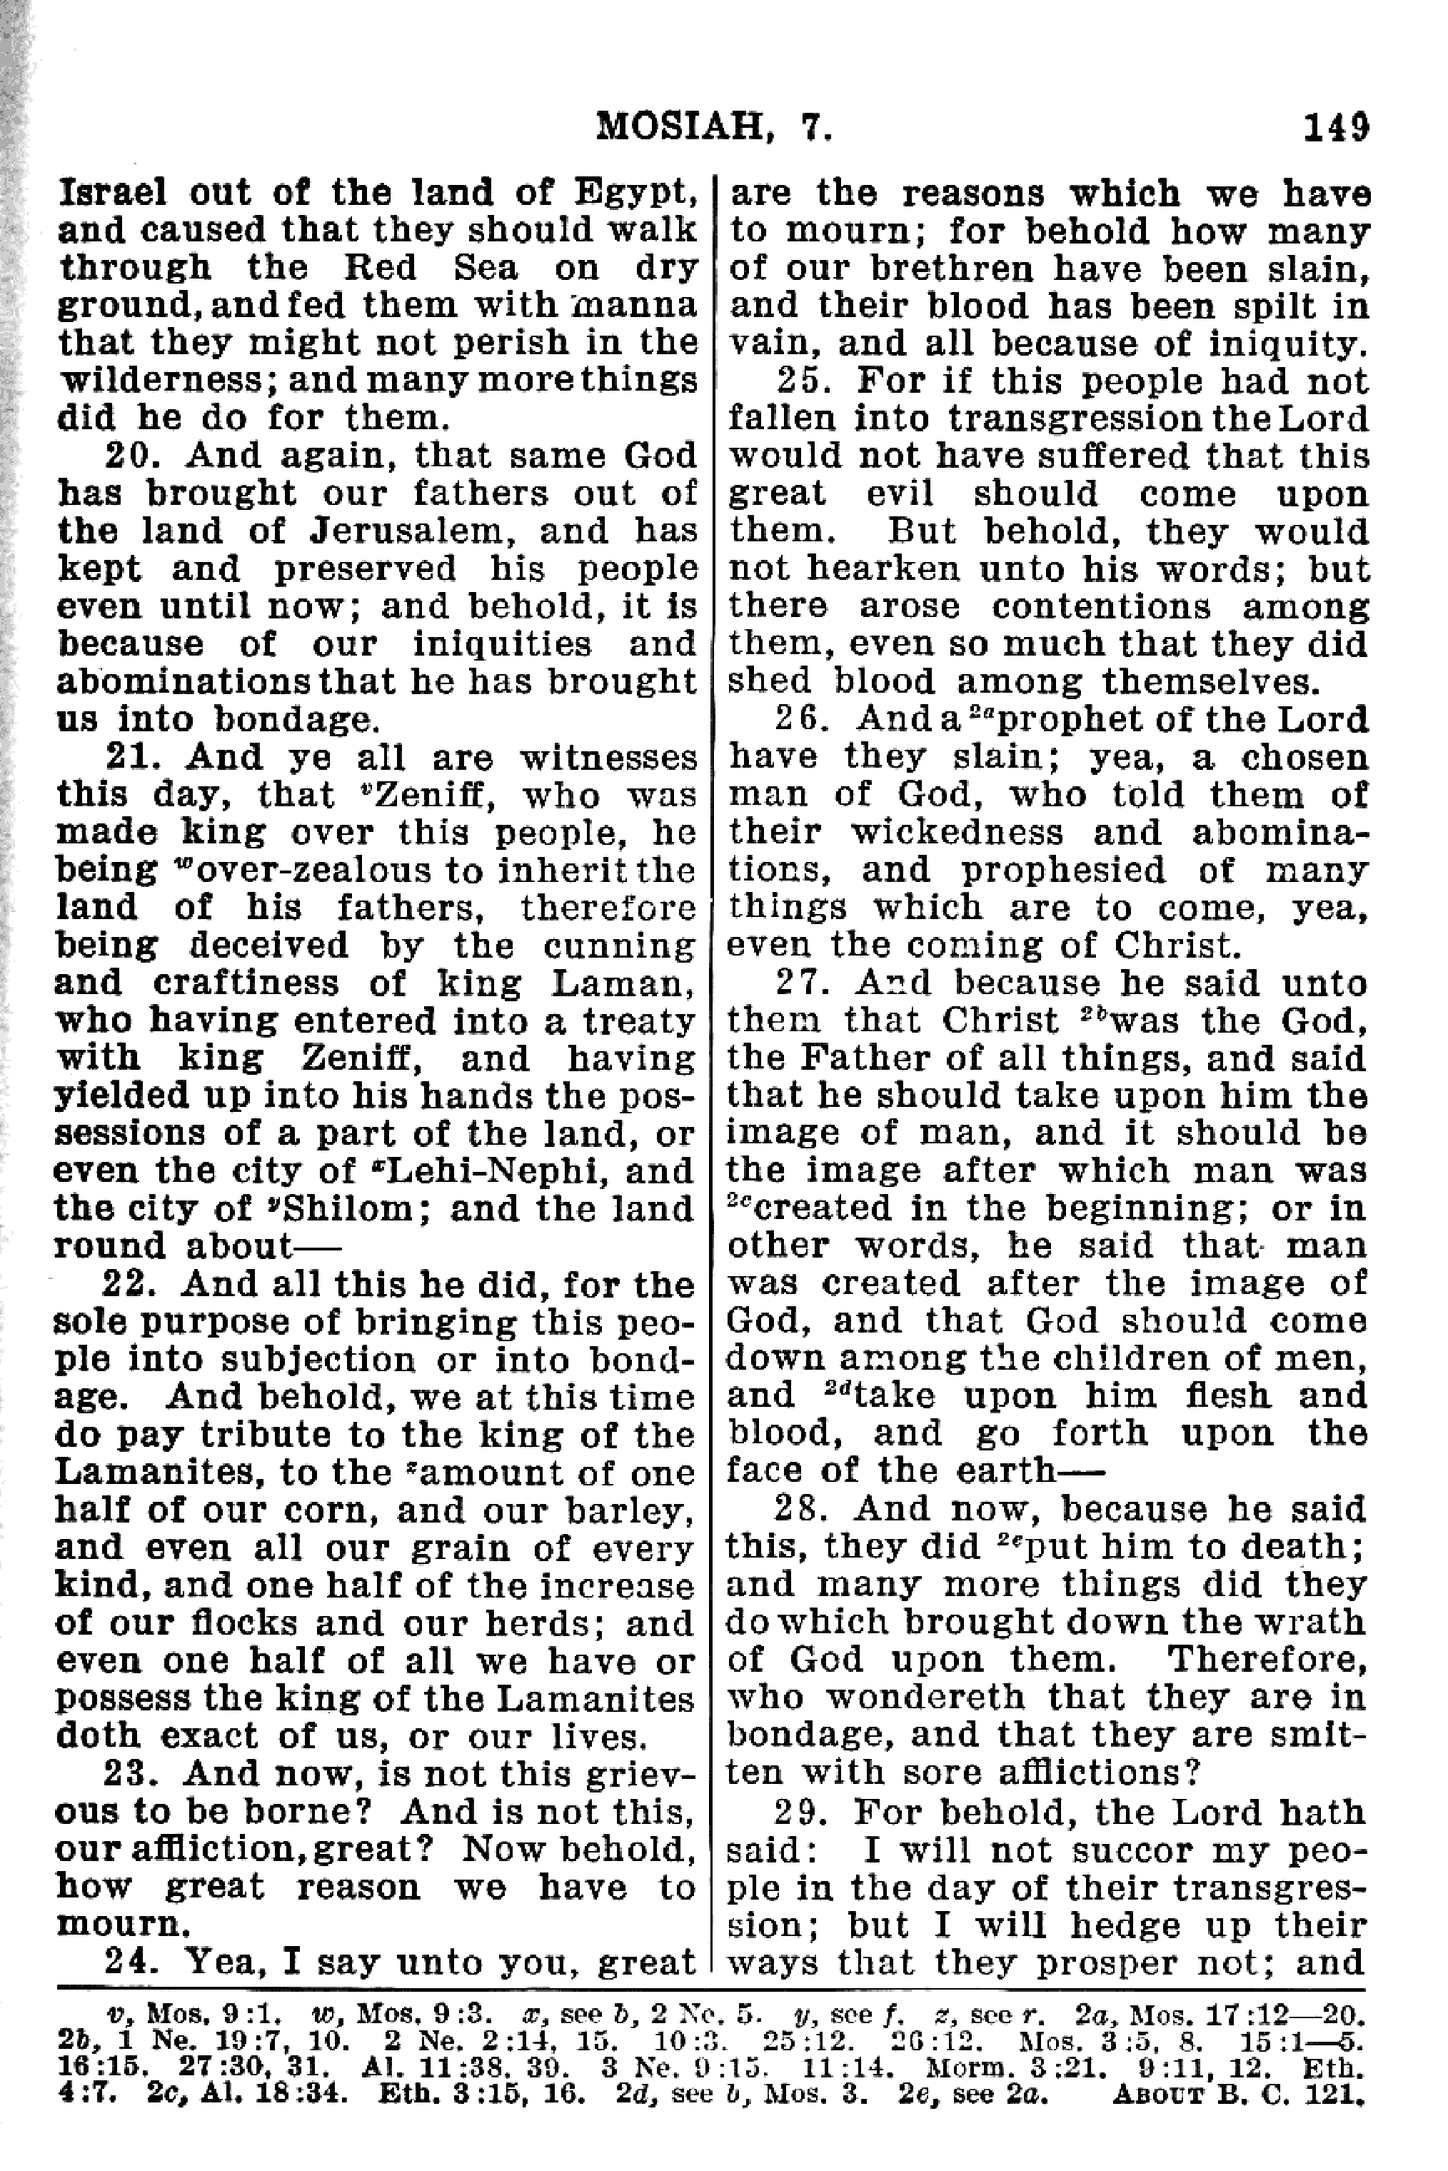 MOSIAH, 7. 149
Israel out of the land of Egypt,
and caused that they should walk
through the Red Sea on dry
ground, and fed them with manna
that they might not perish in the
wilderness; and many more things
did he do for them.
20. And again, that same God
has brought our fathers out of
the land of Jerusalem, and has
kept and preserved his people
even until now; and behold, it is
because of our iniquities and
abominations that he has brought
us into bondage.
21. And ye all are witnesses
this day, that vZeniff, who was
made king over this people, he
being wover-zealous to inherit the
land of his fathers, therefore
being deceived by the cunning
and craftiness of king Laman,
who having entered into a treaty
with king Zeniff, and having
yielded up into his hands the pos-
sessions of a part of the land, or
even the city of xLehi-Nephi, and
the city of yShilom; and the land
round about—
22. And all this he did, for the
sole purpose of bringing this peo-
ple into subjection or into bond-
age. And behold, we at this time
do pay tribute to the king of the
Lamanites, to the zamount of one
half of our corn, and our barley,
and even all our grain of every
kind, and one half of the increase
of our flocks and our herds; and
even one half of all we have or
possess the king of the Lamanites
doth exact of us, or our lives.
23. And now, is not this griev-
ous to be borne? And is not this,
our affliction, great? Now behold,
how great reason we have to
mourn.
24. Yea, I say unto you, great
are the reasons which we have
to mourn; for behold how many
of our brethren have been slain,
and their blood has been spilt in
vain, and all because of iniquity.
25. For if this people had not
fallen into transgression the Lord
would not have suffered that this
great evil should come upon
them. But behold, they would
not hearken unto his words; but
there arose contentions among
them, even so much that they did
shed blood among themselves.
26. And a 2aprophet of the Lord
have they slain; yea, a chosen
man of God, who told them of
their wickedness and abomina-
tions, and prophesied of many
things which are to come, yea,
even the coming of Christ.
27. And because he said unto
them that Christ 2bwas the God,
the Father of all things, and said
that he should take upon him the
image of man, and it should be
the image after which man was
2ccreated in the beginning; or in
other words, he said that man
was created after the image of
God, and that God should come
down among the children of men,
and 2dtake upon him flesh and
blood, and go forth upon the
face of the earth—
28. And now, because he said
this, they did 2eput him to death;
and many more things did they
do which brought down the wrath
of God upon them. Therefore,
who wondereth that they are in
bondage, and that they are smit-
ten with sore afflictions?
29. For behold, the Lord hath
said: I will not succor my peo-
ple in the day of their transgres-
sion; but I will hedge up their
ways that they prosper not; and
v, Mos. 9:1. w, Mos. 9:3. x, see b, 2 Ne. 5. y, see f. z, see r. 2a, Mos. 17:12—20.
2b, 1 Ne. 19:7, 10. 2 Ne. 2:14, 15. 10:3. 25:12. 26:12. Mos. 3:5, 8. 15:1—5.
16:15. 27:30, 31. Al. 11:38, 39. 3 Ne. 9:15. 11:14. Morm. 3:21. 9:11, 12. Eth.
4:7. 2c, Al. 18:34. Eth. 3:15, 16. 2d, see b, Mos. 3. 2e, see 2a. ABOUT B. C. 121.